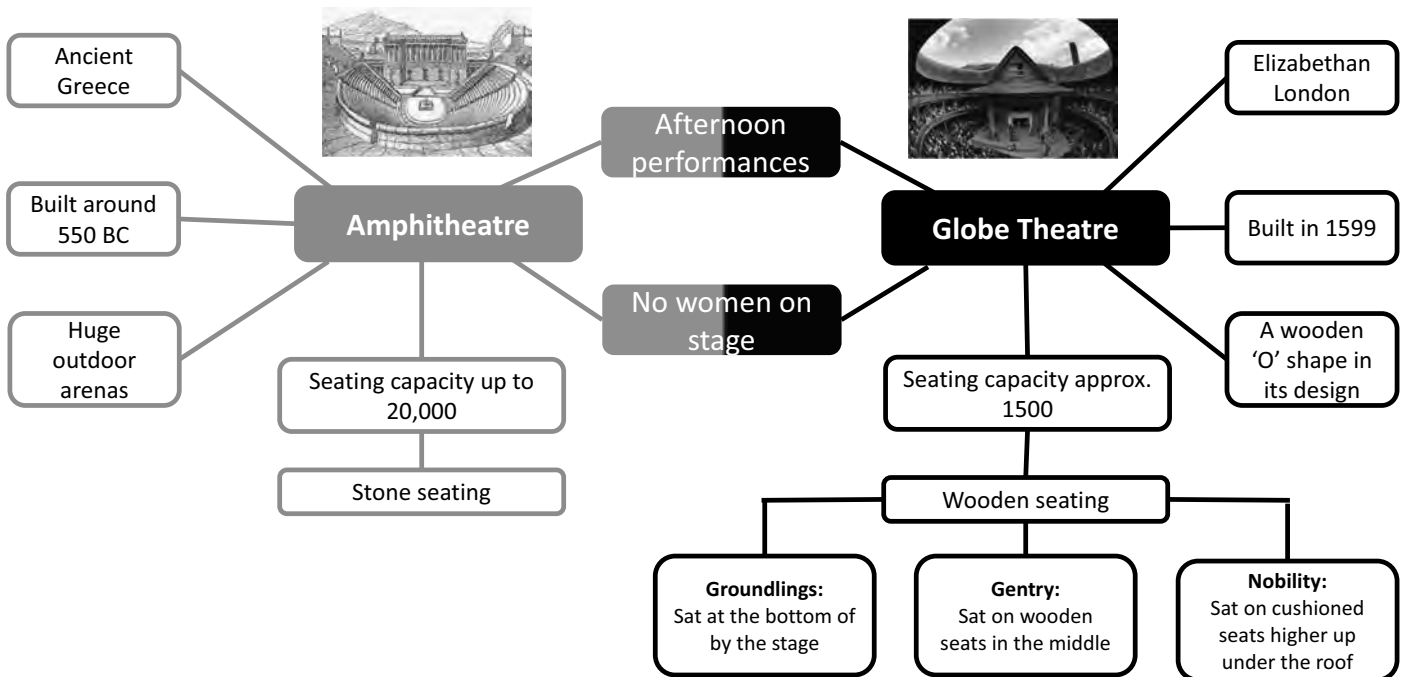 Ancient
Greece
Built around
550 BC
Huge
outdoor
arenas
Amphitheatre
Seating capacity up to
20,000
Stone seating
Afternoon
performances
No women on
stage
Globe Theatre
Elizabethan
London
Built in 1599
A wooden
‘O’ shape in
its design
Seating capacity approx.
1500
Wooden seating
Groundlings:
Sat at the bottom of
by the stage
Gentry:
Sat on wooden
seats in the middle
Nobility:
Sat on cushioned
seats higher up
under the roof